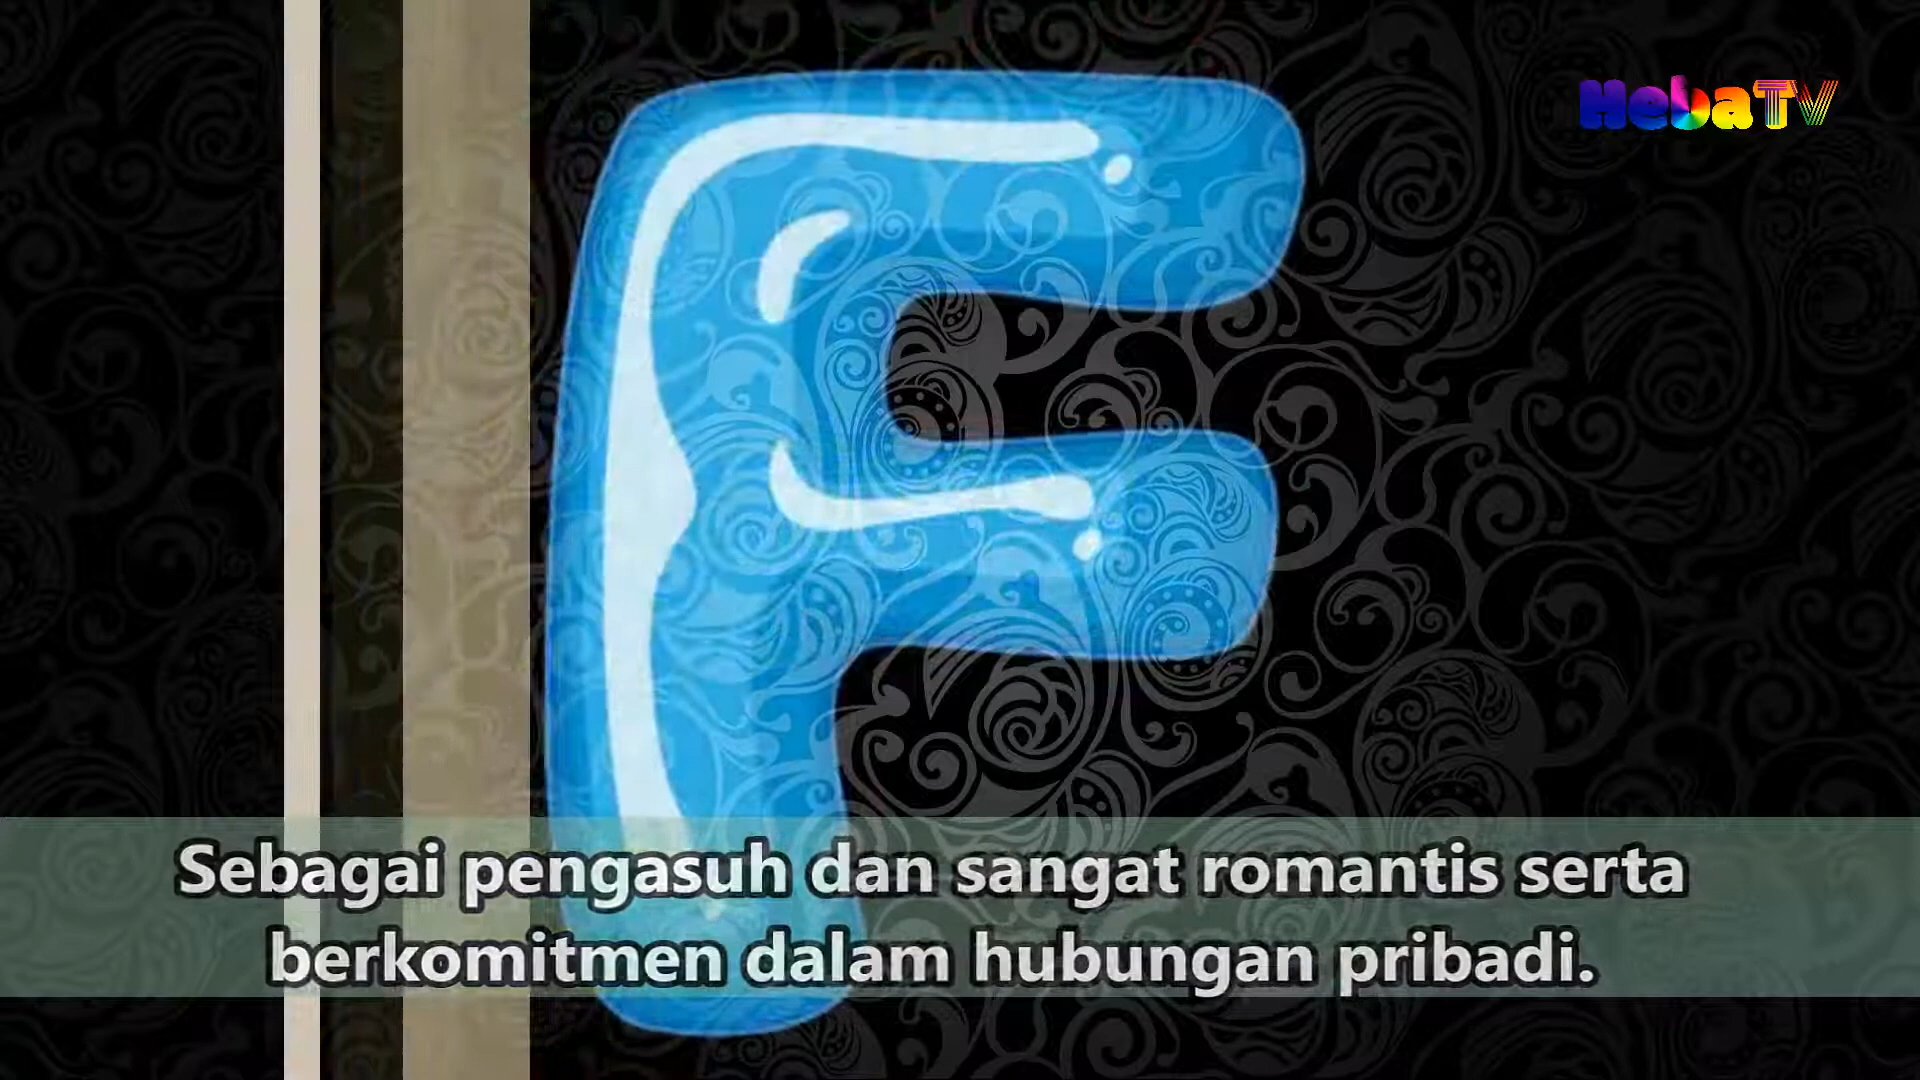 HebaTV
F
Sebagai pengasuh dan sangat romantis serta
berkomitmen dalam hubungan pribadi.